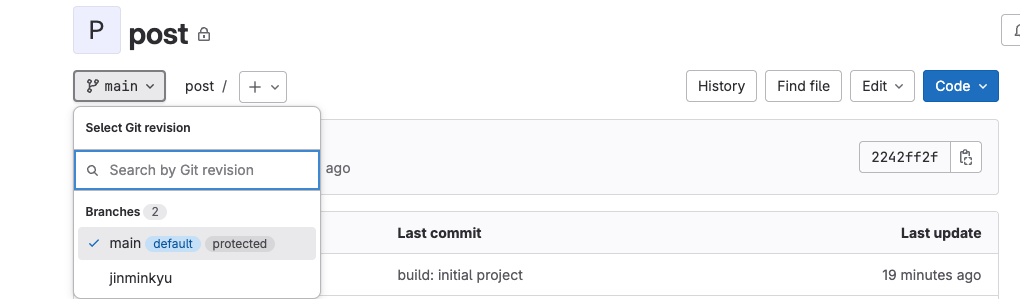 P post
main post / +
History Find file Edit Code
Select Git revision
Search by Git revision
ago
2242ff2f
Branches 2
main default protected
jinminkyu
Last commit Last update
build: initial project 19 minutes ago